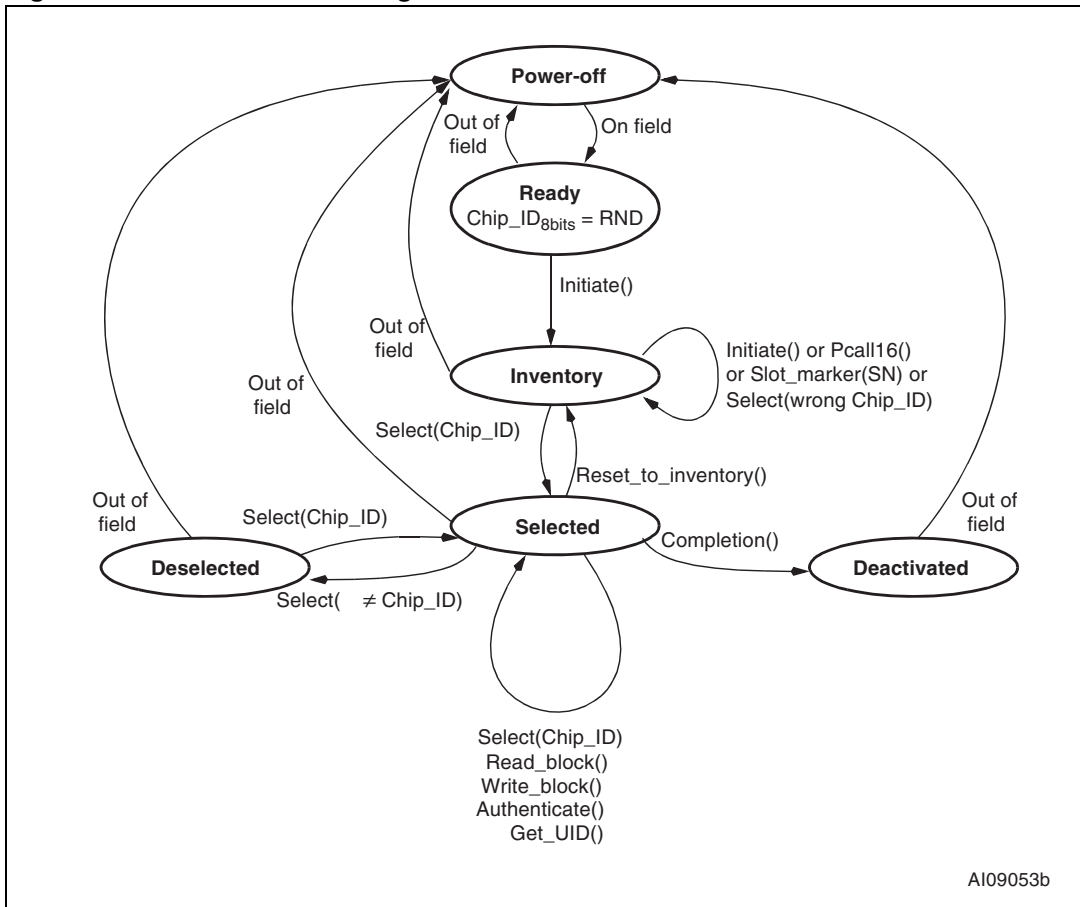 Power-off
Out of
field
On field
Ready
Chip_ID8bits = RND
Initiate()
Out of
field
Inventory
Initiate() or Pcall16()
or Slot_marker(SN) or
Select(wrong Chip_ID)
Out of
field
Select(Chip_ID)
Reset_to_inventory()
Out of
field
Select(Chip_ID)
Selected
Completion()
Out of
field
Deselected
Deactivated
Select( ≠ Chip_ID)
Select(Chip_ID)
Read_block()
Write_block()
Authenticate()
Get_UID()
AI09053b